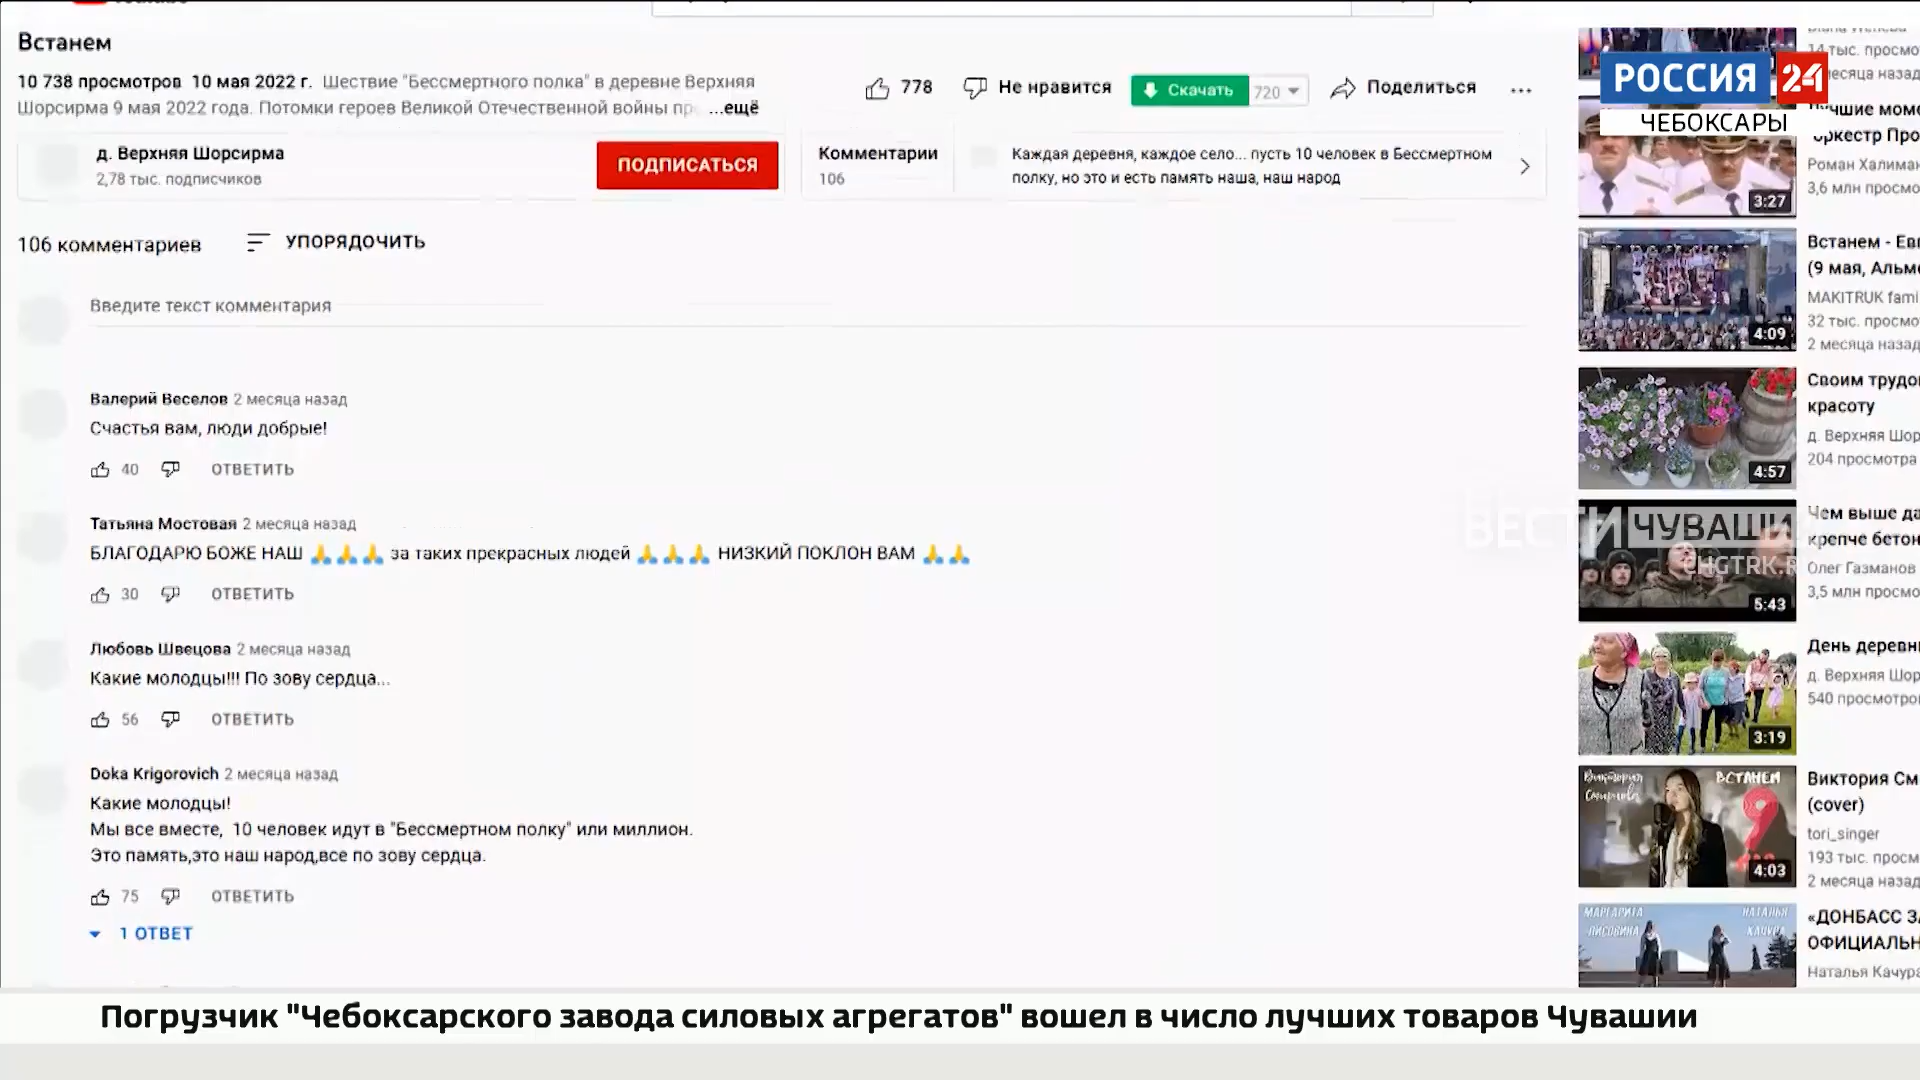 Встанем
10 738 просмотров 10 мая 2022 г. Шествие "Бессмертного полка" в деревне Верхняя
Шорсирма 9 мая 2022 года. Потомки героев Великой Отечественной войны ...ещё
778
Не нравится
Скачать
720
Поделиться
д. Верхняя Шорсирма
2,78 тыс. подписчиков
ПОДПИСАТЬСЯ
Комментарии
106
Каждая деревня, каждое село... пусть 10 человек в Бессмертном
полку, но это и есть память наша, наш народ
106 комментариев
УПОРЯДОЧИТЬ
Введите текст комментария
Валерий Веселов 2 месяца назад
Счастья вам, люди добрые!
40 ОТВЕТИТЬ
Татьяна Мостовая 2 месяца назад
БЛАГОДАРЮ БОЖЕ НАШ 🙏🙏🙏 за таких прекрасных людей 🙏🙏🙏 НИЗКИЙ ПОКЛОН ВАМ 🙏🙏
30 ОТВЕТИТЬ
Любовь Швецова 2 месяца назад
Какие молодцы!!! По зову сердца...
56 ОТВЕТИТЬ
Doka Krigorovich 2 месяца назад
Какие молодцы!
Мы все вместе, 10 человек идут в "Бессмертном полку" или миллион.
Это память,это наш народ,все по зову сердца.
75 ОТВЕТИТЬ
1 ОТВЕТ
РОССИЯ 24
ЧЕБОКСАРЫ
Роман Халиман
3,6 млн просмо
3:27
Встанем - Евг
(9 мая, Альме
MAKITRUK fami
32 тыс. просмо
2 месяца назад
4:09
Своим трудо
красоту
д. Верхняя Шор
204 просмотра
4:57
ВЕСТИ ЧУВАШИ
CHGTRK.R
Чем выше да
крепче бетон
Олег Газманов
3,5 млн просмо
5:43
День деревн
д. Верхняя Шор
540 просмотров
3:19
Виктория Смирнова
ВСТАНЕМ
Виктория См
(cover)
tori_singer
193 тыс. просм
2 месяца назад
4:03
МАРГАРИТА ЛИСОВИНА
НАТАЛЬЯ КАЧУРА
«ДОНБАСС ЗА
ОФИЦИАЛЬН
Наталья Качура
Погрузчик "Чебоксарского завода силовых агрегатов" вошел в число лучших товаров Чувашии